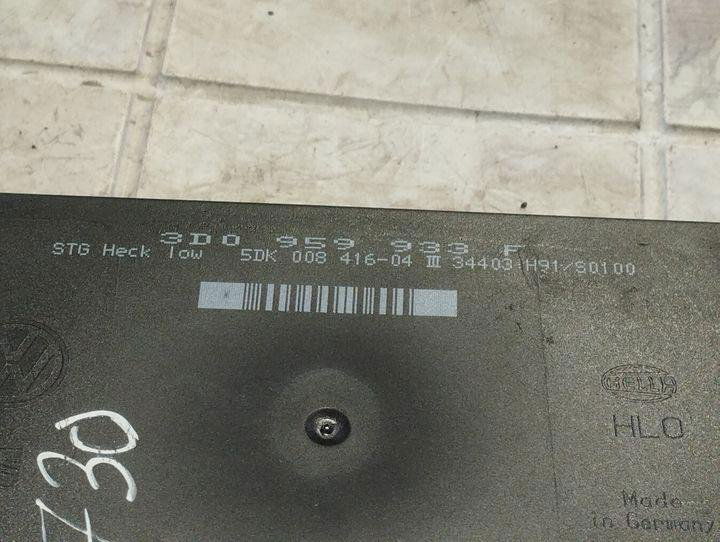 3D0 959 933 F
STG Heck low 5DK 008 416-04 III 34403 H91/S0100
HELLA
HLO
730
Made
in Germany